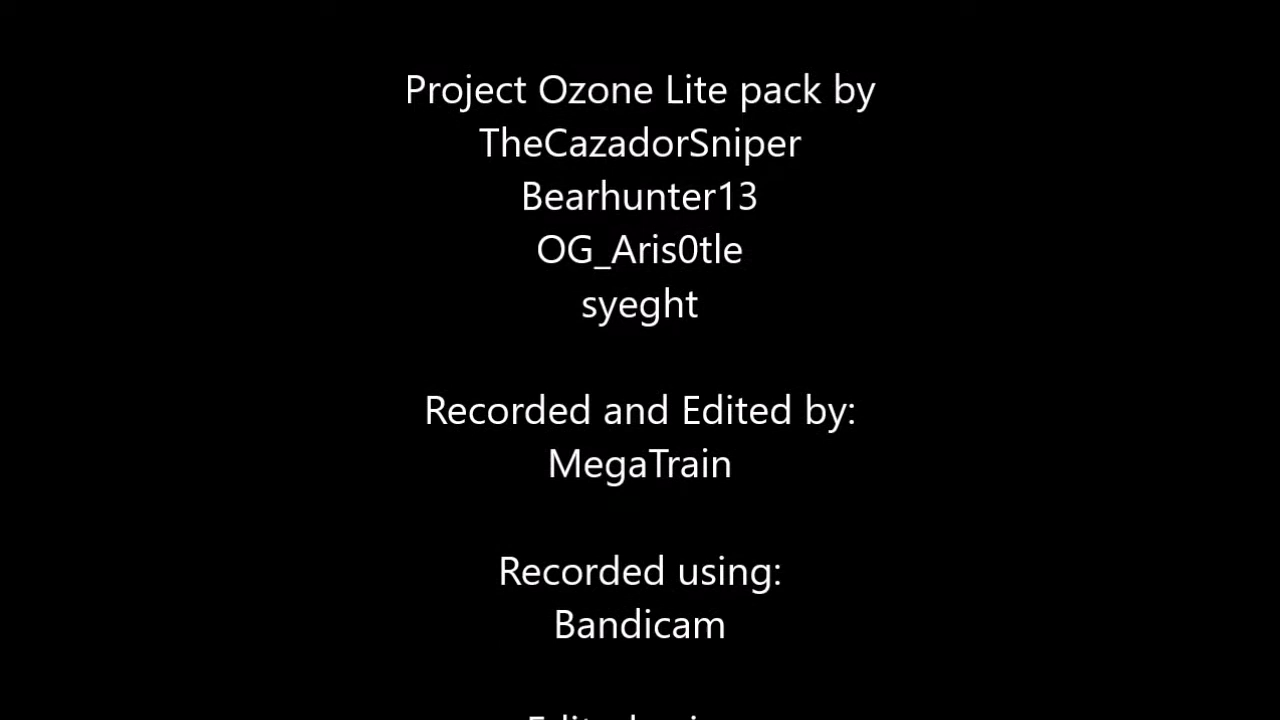 Project Ozone Lite pack by
TheCazadorSniper
Bearhunter13
OG_Aris0tle
syeght
Recorded and Edited by:
MegaTrain
Recorded using:
Bandicam